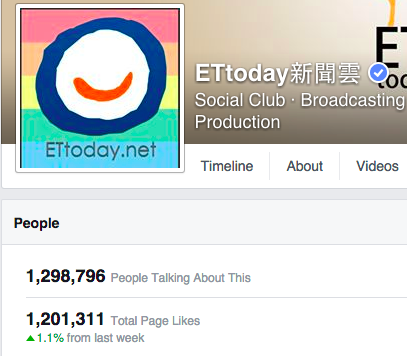 ET
today
ETtoday新聞雲
Social Club · Broadcasting
Production
ETtoday.net
Timeline
About
Videos
People
1,298,796 People Talking About This
1,201,311 Total Page Likes
1.1% from last week